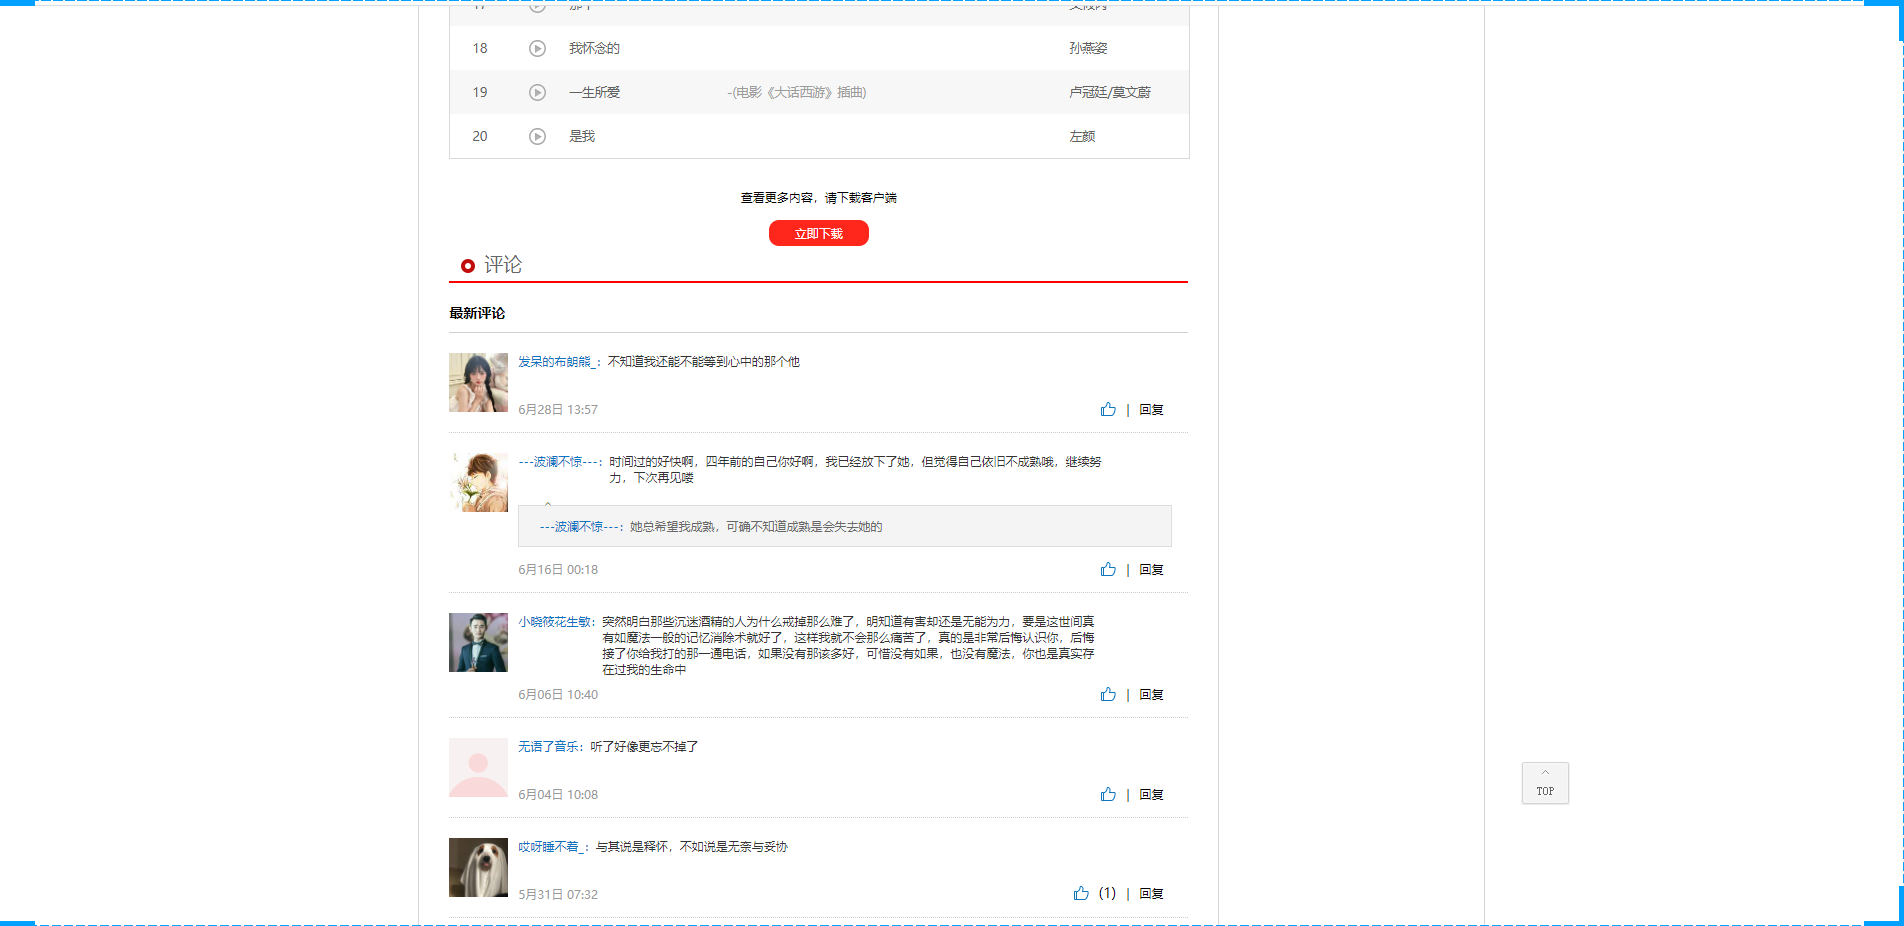 17
18 我怀念的 孙燕姿
19 一生所爱 -(电影《大话西游》插曲) 卢冠廷/莫文蔚
20 是我 左颜
查看更多内容，请下载客户端
立即下载
评论
最新评论
发呆的布朗熊_：不知道我还能不能等到心中的那个他
6月28日 13:57 | 回复
---波澜不惊---：时间过的好快啊，四年前的自己你好啊，我已经放下了她，但觉得自己依旧不成熟哦，继续努
力，下次再见喽
---波澜不惊---：她总希望我成熟，可确不知道成熟是会失去她的
6月16日 00:18 | 回复
小晓筱花生敏：突然明白那些沉迷酒精的人为什么戒掉那么难了，明知道有害却还是无能为力，要是这世间真
有如魔法一般的记忆消除术就好了，这样我就不会那么痛苦了，真的是非常后悔认识你，后悔
接了你给我打的那一通电话，如果没有那该多好，可惜没有如果，也没有魔法，你也是真实存
在过我的生命中
6月06日 10:40 | 回复
无语了音乐：听了好像更忘不掉了
6月04日 10:08 | 回复
TOP
哎呀睡不着_：与其说是释怀，不如说是无奈与妥协
5月31日 07:32 (1) | 回复